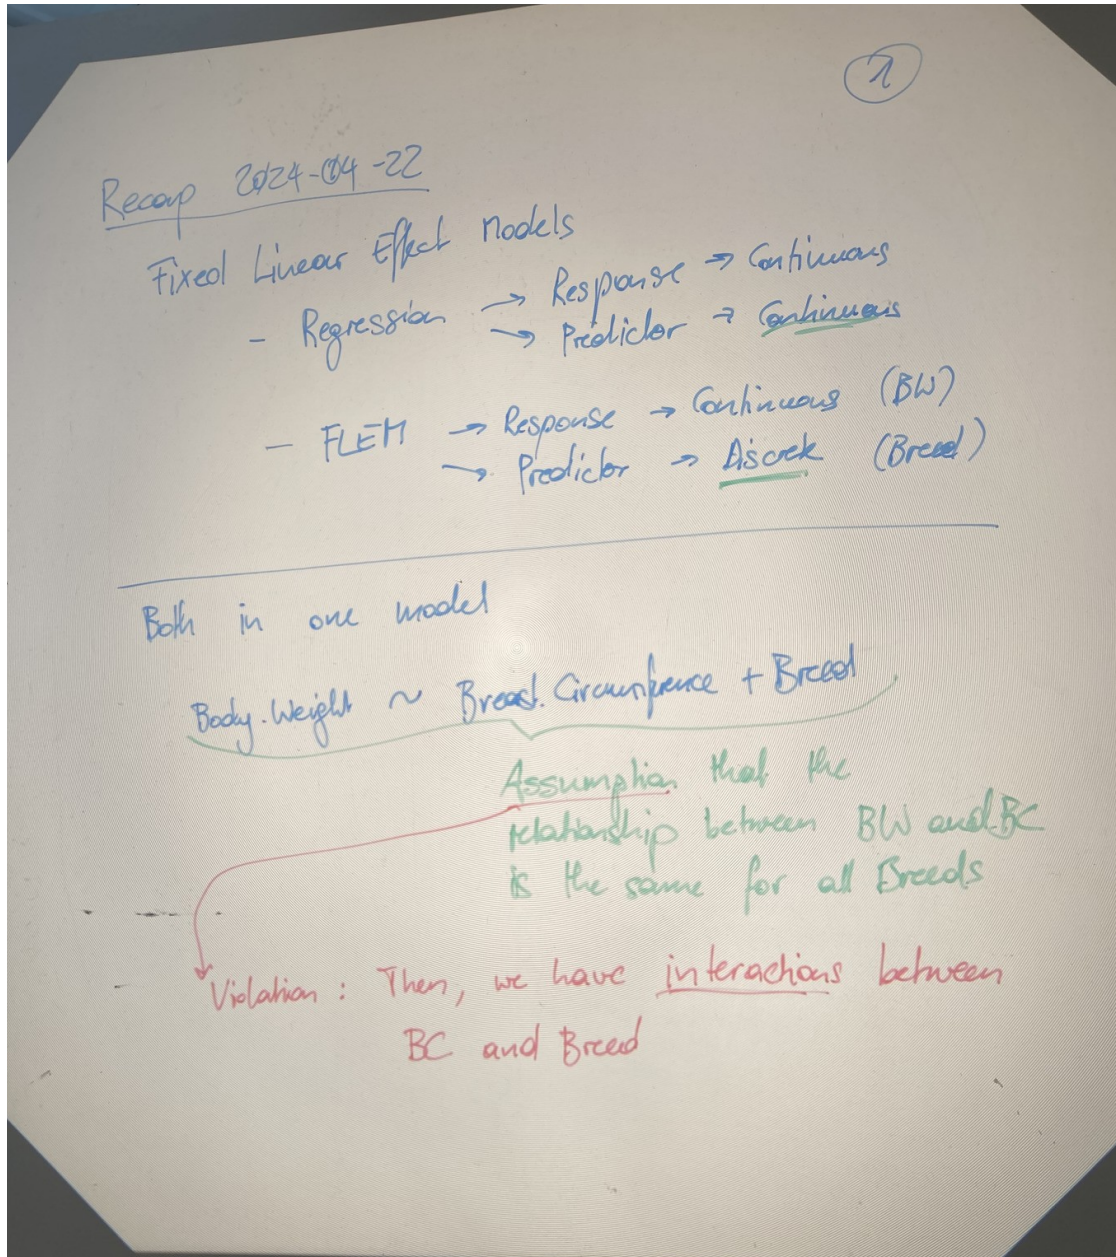 1
Recap 2024-04-22
Fixed Linear Effect Models
- Regression → Response → Continuous
→ Predictor → Continuous
- FLEM → Response → Continuous (BW)
→ Predictor → Discrete (Breed)
Both in one model
Body.Weight ~ Breast.Circumference + Breed
Assumption that the
relationship between BW and BC
is the same for all Breeds
Violation: Then, we have interactions between
BC and Breed